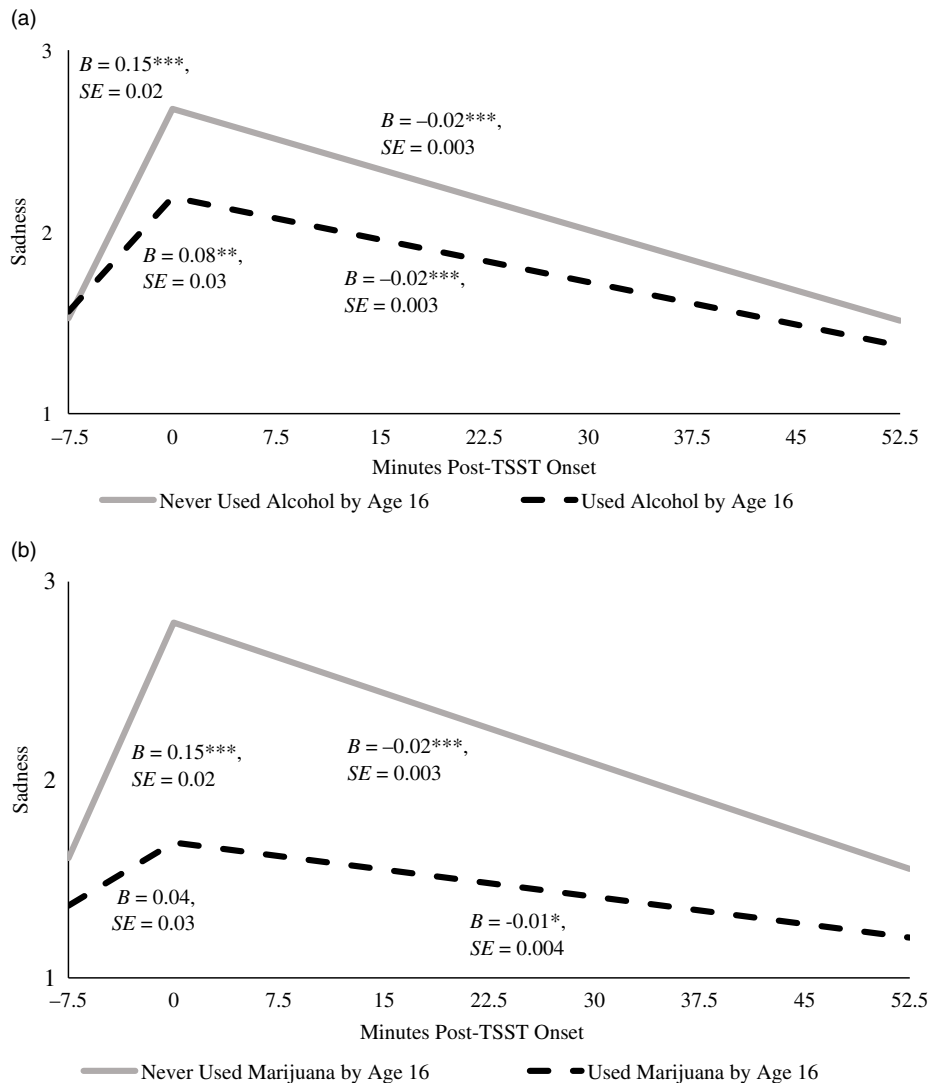 (a)
3
B = 0.15***,
SE = 0.02
B = –0.02***,
SE = 0.003
Sadness
2
B = 0.08**,
SE = 0.03
B = –0.02***,
SE = 0.003
1
–7.5 0 7.5 15 22.5 30 37.5 45 52.5
Minutes Post-TSST Onset
Never Used Alcohol by Age 16 Used Alcohol by Age 16
(b)
3
B = 0.15***,
SE = 0.02
B = –0.02***,
SE = 0.003
Sadness
2
B = 0.04,
SE = 0.03
B = -0.01*,
SE = 0.004
1
–7.5 0 7.5 15 22.5 30 37.5 45 52.5
Minutes Post-TSST Onset
Never Used Marijuana by Age 16 Used Marijuana by Age 16